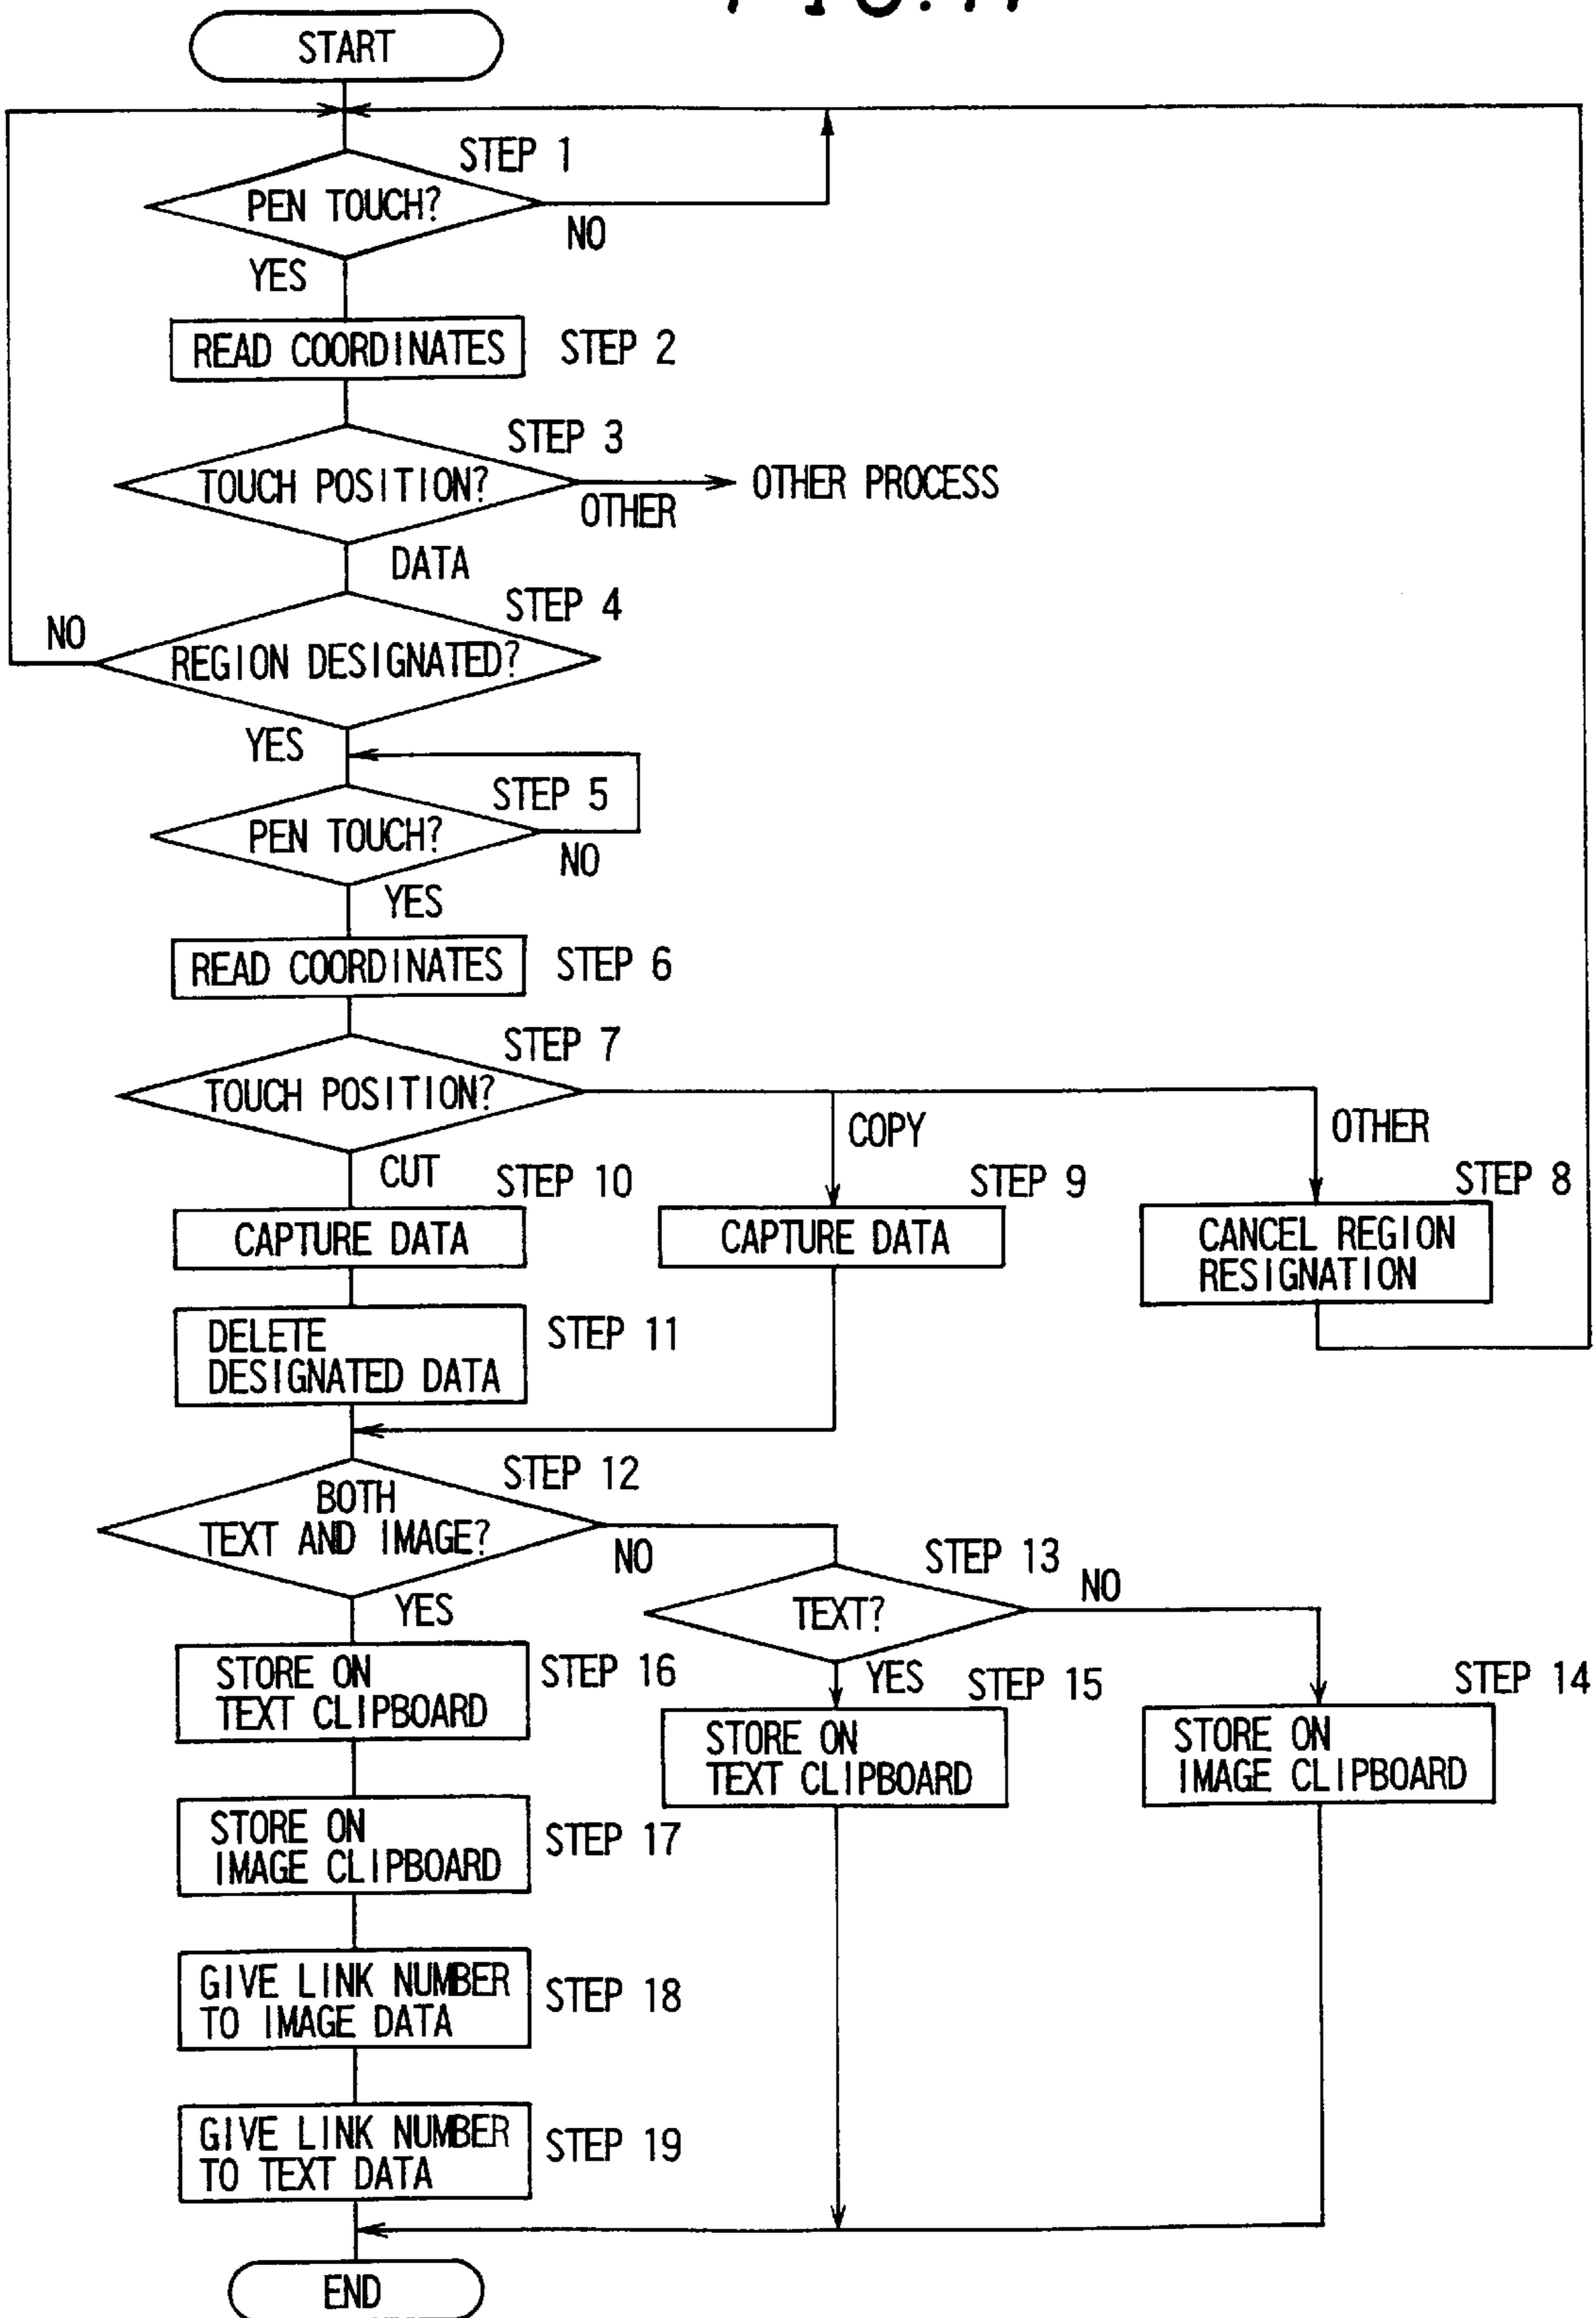 START
STEP 1
PEN TOUCH?
NO
YES
READ COORDINATES
STEP 2
STEP 3
TOUCH POSITION?
OTHER PROCESS
OTHER
DATA
STEP 4
NO
REGION DESIGNATED?
YES
STEP 5
PEN TOUCH?
NO
YES
READ COORDINATES
STEP 6
STEP 7
TOUCH POSITION?
COPY
OTHER
CUT
STEP 10
STEP 9
STEP 8
CAPTURE DATA
CAPTURE DATA
CANCEL REGION
RESIGNATION
DELETE
DESIGNATED DATA
STEP 11
STEP 12
BOTH
TEXT AND IMAGE?
NO
STEP 13
NO
YES
TEXT?
STORE ON
TEXT CLIPBOARD
STEP 16
YES
STEP 15
STEP 14
STORE ON
TEXT CLIPBOARD
STORE ON
IMAGE CLIPBOARD
STORE ON
IMAGE CLIPBOARD
STEP 17
GIVE LINK NUMBER
TO IMAGE DATA
STEP 18
GIVE LINK NUMBER
TO TEXT DATA
STEP 19
END